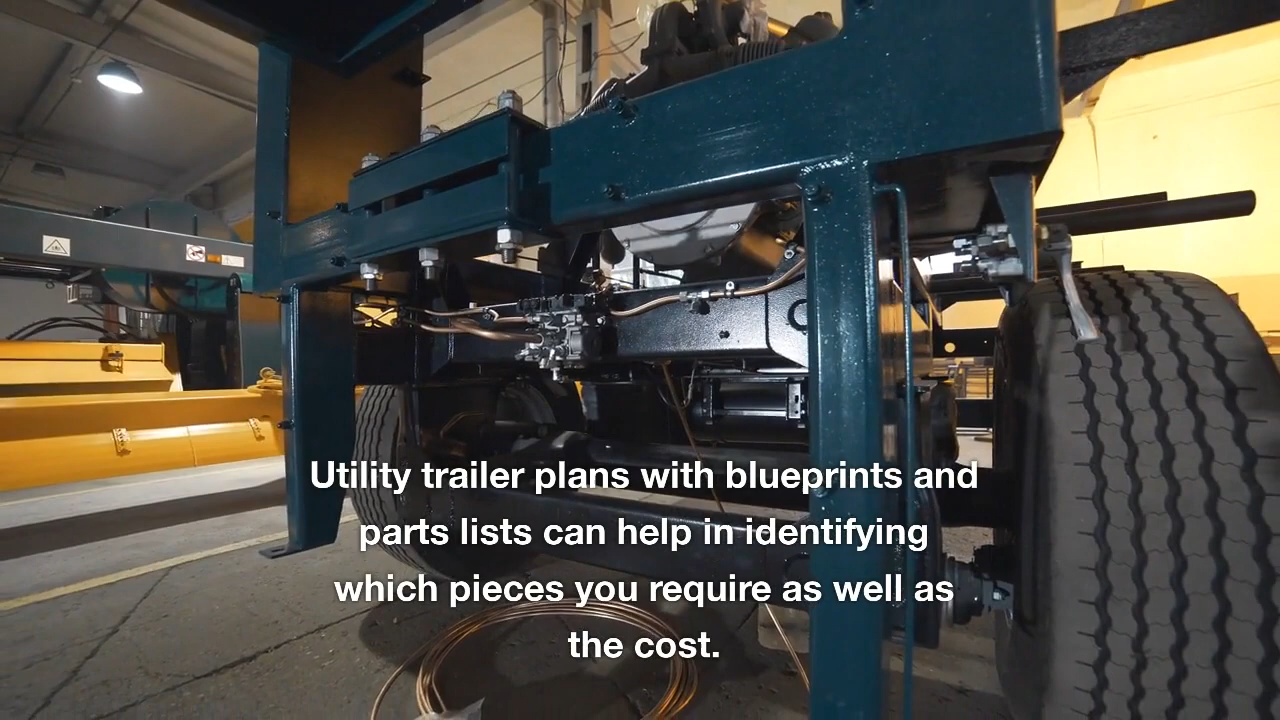 Utility trailer plans with blueprints and
parts lists can help in identifying
which pieces you require as well as
the cost.